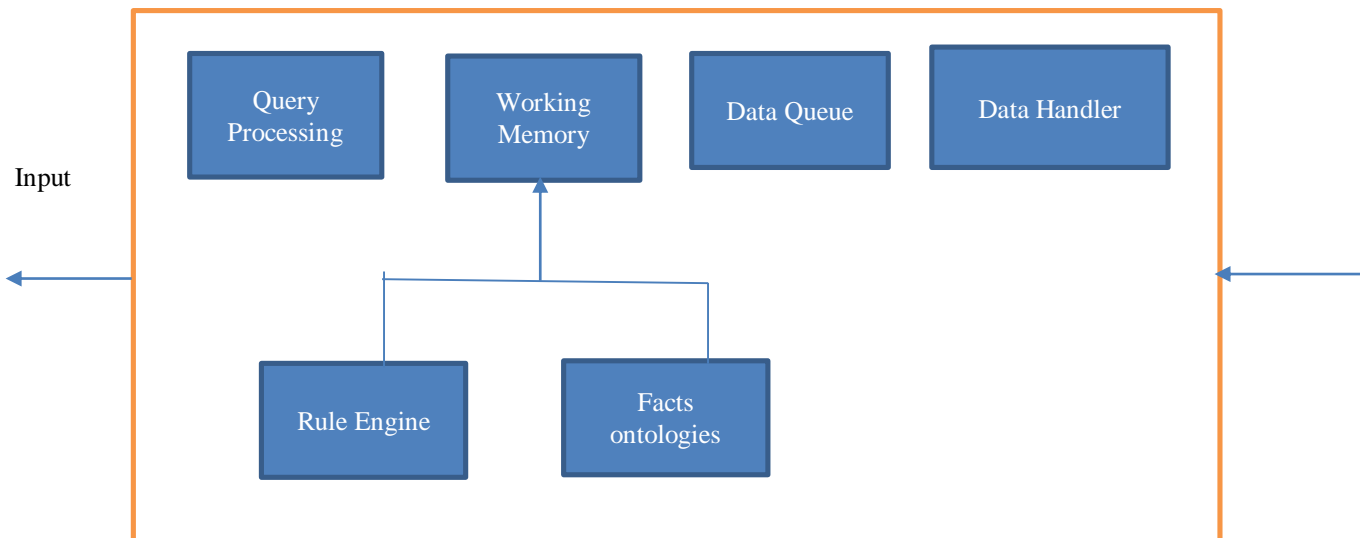 Query
Processing
Working
Memory
Data Queue
Data Handler
Input
Rule Engine
Facts
ontologies